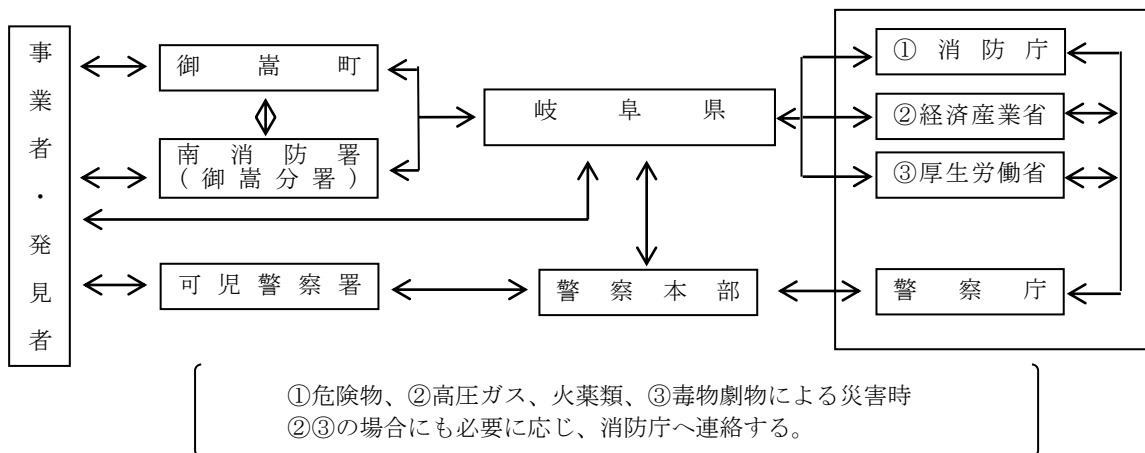 事業者・発見者
御嵩町
南消防署
(御嵩分署)
可児警察署
岐阜県
警察本部
①消防庁
②経済産業省
③厚生労働省
警察庁
①危険物、②高圧ガス、火薬類、③毒物劇物による災害時
②③の場合にも必要に応じ、消防庁へ連絡する。